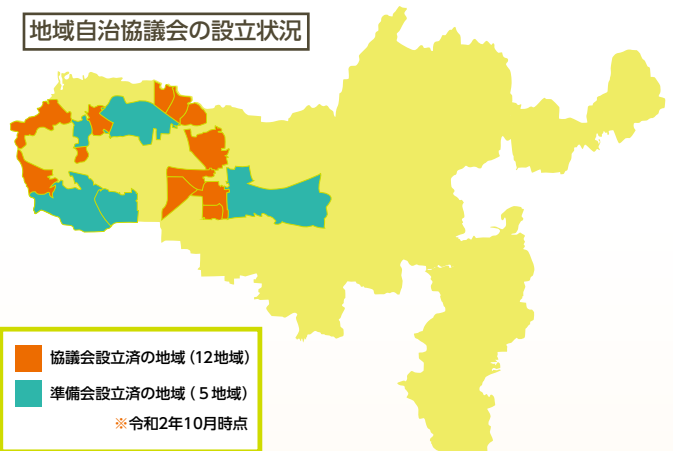 地域自治協議会の設立状況
協議会設立済の地域(12地域)
準備会設立済の地域(5地域)
※令和2年10月時点